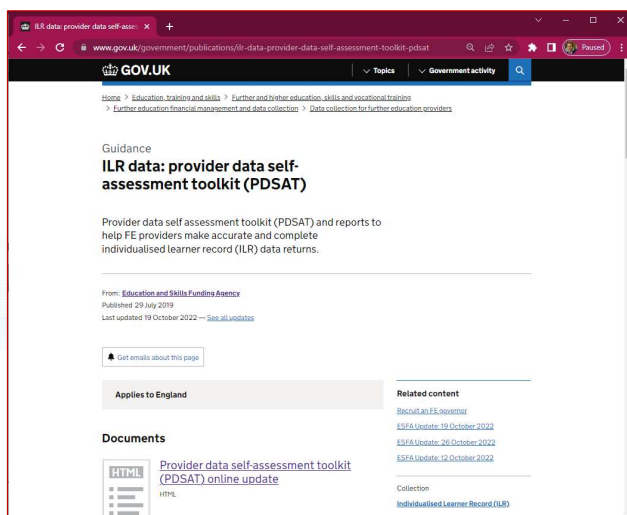 ILR data: provider data self-asses
www.gov.uk/government/publications/ilr-data-provider-data-self-assessment-toolkit-pdsat
Paused
GOV.UK
Topics
Government activity
Home > Education, training and skills > Further and higher education, skills and vocational training
> Further education financial management and data collection > Data collection for further education providers
Guidance
ILR data: provider data self-
assessment toolkit (PDSAT)
Provider data self assessment toolkit (PDSAT) and reports to
help FE providers make accurate and complete
individualised learner record (ILR) data returns.
From: Education and Skills Funding Agency
Published 29 July 2019
Last updated 19 October 2022 — See all updates
Get emails about this page
Applies to England
Related content
Recruit an FE governor
ESFA Update: 19 October 2022
ESFA Update: 26 October 2022
ESFA Update: 12 October 2022
Documents
HTML
Provider data self-assessment toolkit
(PDSAT) online update
HTML
Collection
Individualised Learner Record (ILR)